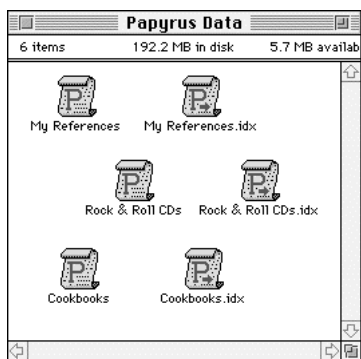 Papyrus Data
6 items 192.2 MB in disk 5.7 MB availab
My References My References.idx
Rock & Roll CDs Rock & Roll CDs.idx
Cookbooks Cookbooks.idx